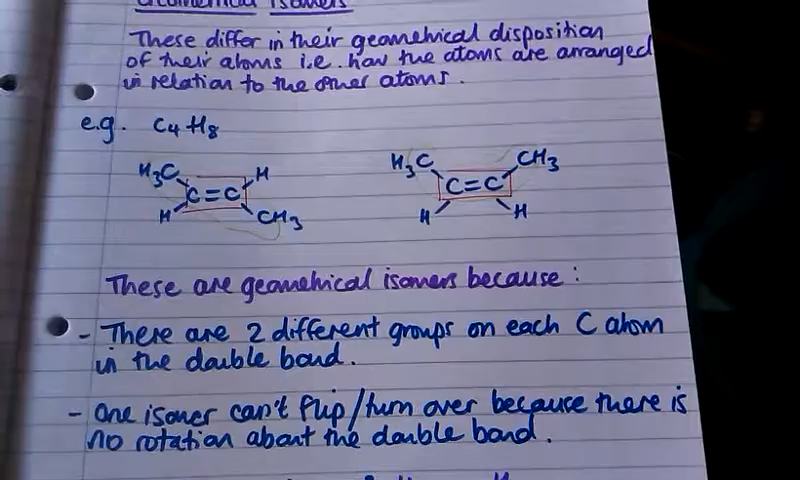 Geometrical isomers
These differ in their geometrical disposition
of their atoms i.e. how the atoms are arranged
in relation to the other atoms.
e.g. C4H8
H3C H H3C CH3
C=C C=C
H CH3 H H
These are geometrical isomers because:
- There are 2 different groups on each C atom
in the double bond.
- One isomer can't flip/turn over because there is
no rotation about the double bond.